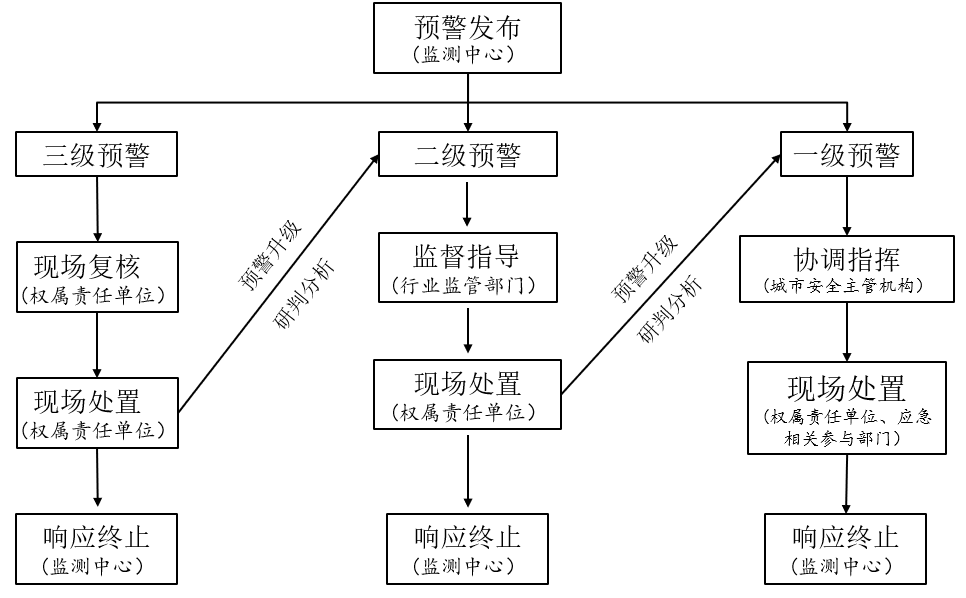 预警发布
（监测中心）
三级预警
二级预警
一级预警
现场复核
（权属责任单位）
预警升级
研判分析
监督指导
（行业监管部门）
预警升级
研判分析
协调指挥
（城市安全主管机构）
现场处置
（权属责任单位）
现场处置
（权属责任单位）
现场处置
（权属责任单位、应急
相关参与部门）
响应终止
（监测中心）
响应终止
（监测中心）
响应终止
（监测中心）